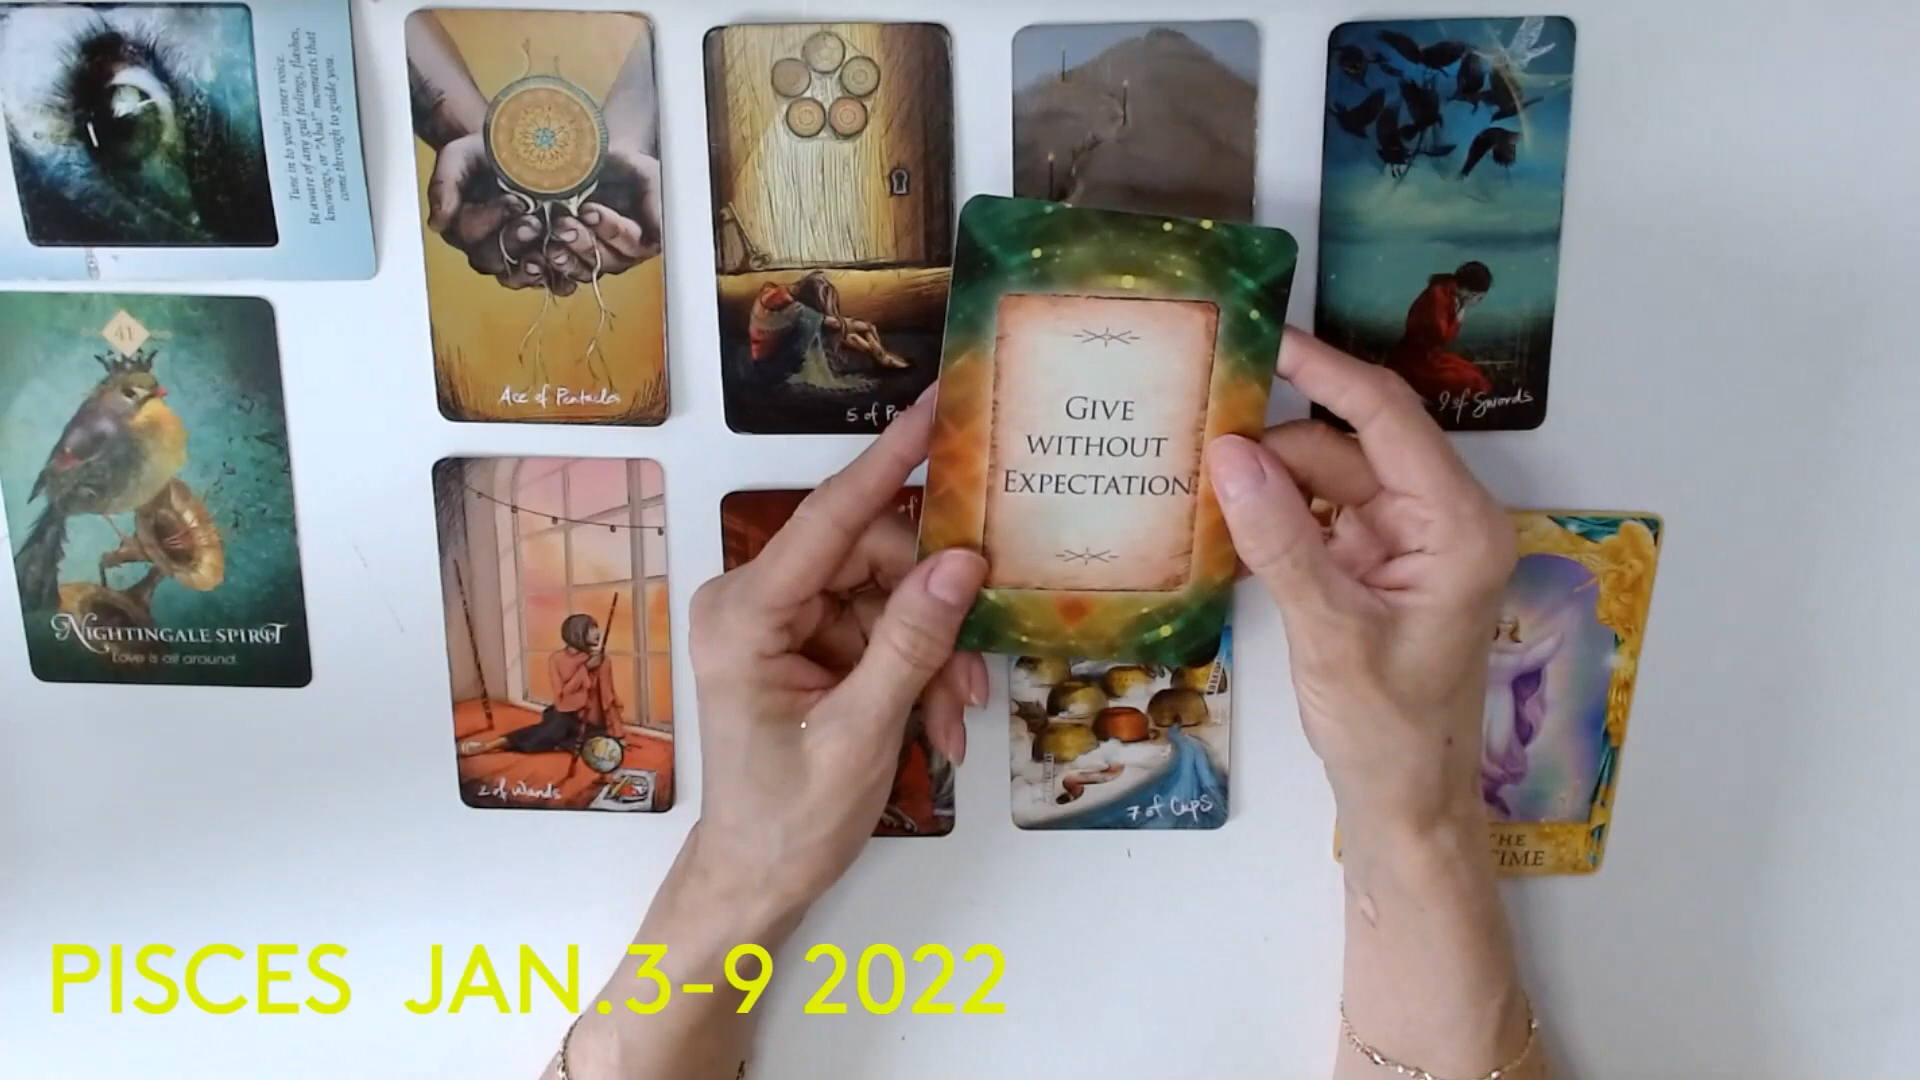 Tune in to your inner voice.
Be aware of any gut feelings, flashes,
knowings, or "Aha!" moments that
come through to guide you.
41
NIGHTINGALE SPIRIT
Love is all around
Ace of Pentacles
5 of
9 of Swords
GIVE
WITHOUT
EXPECTATION
2 of Wands
of
7 of Cups
THE
TIME
PISCES JAN.3-9 2022